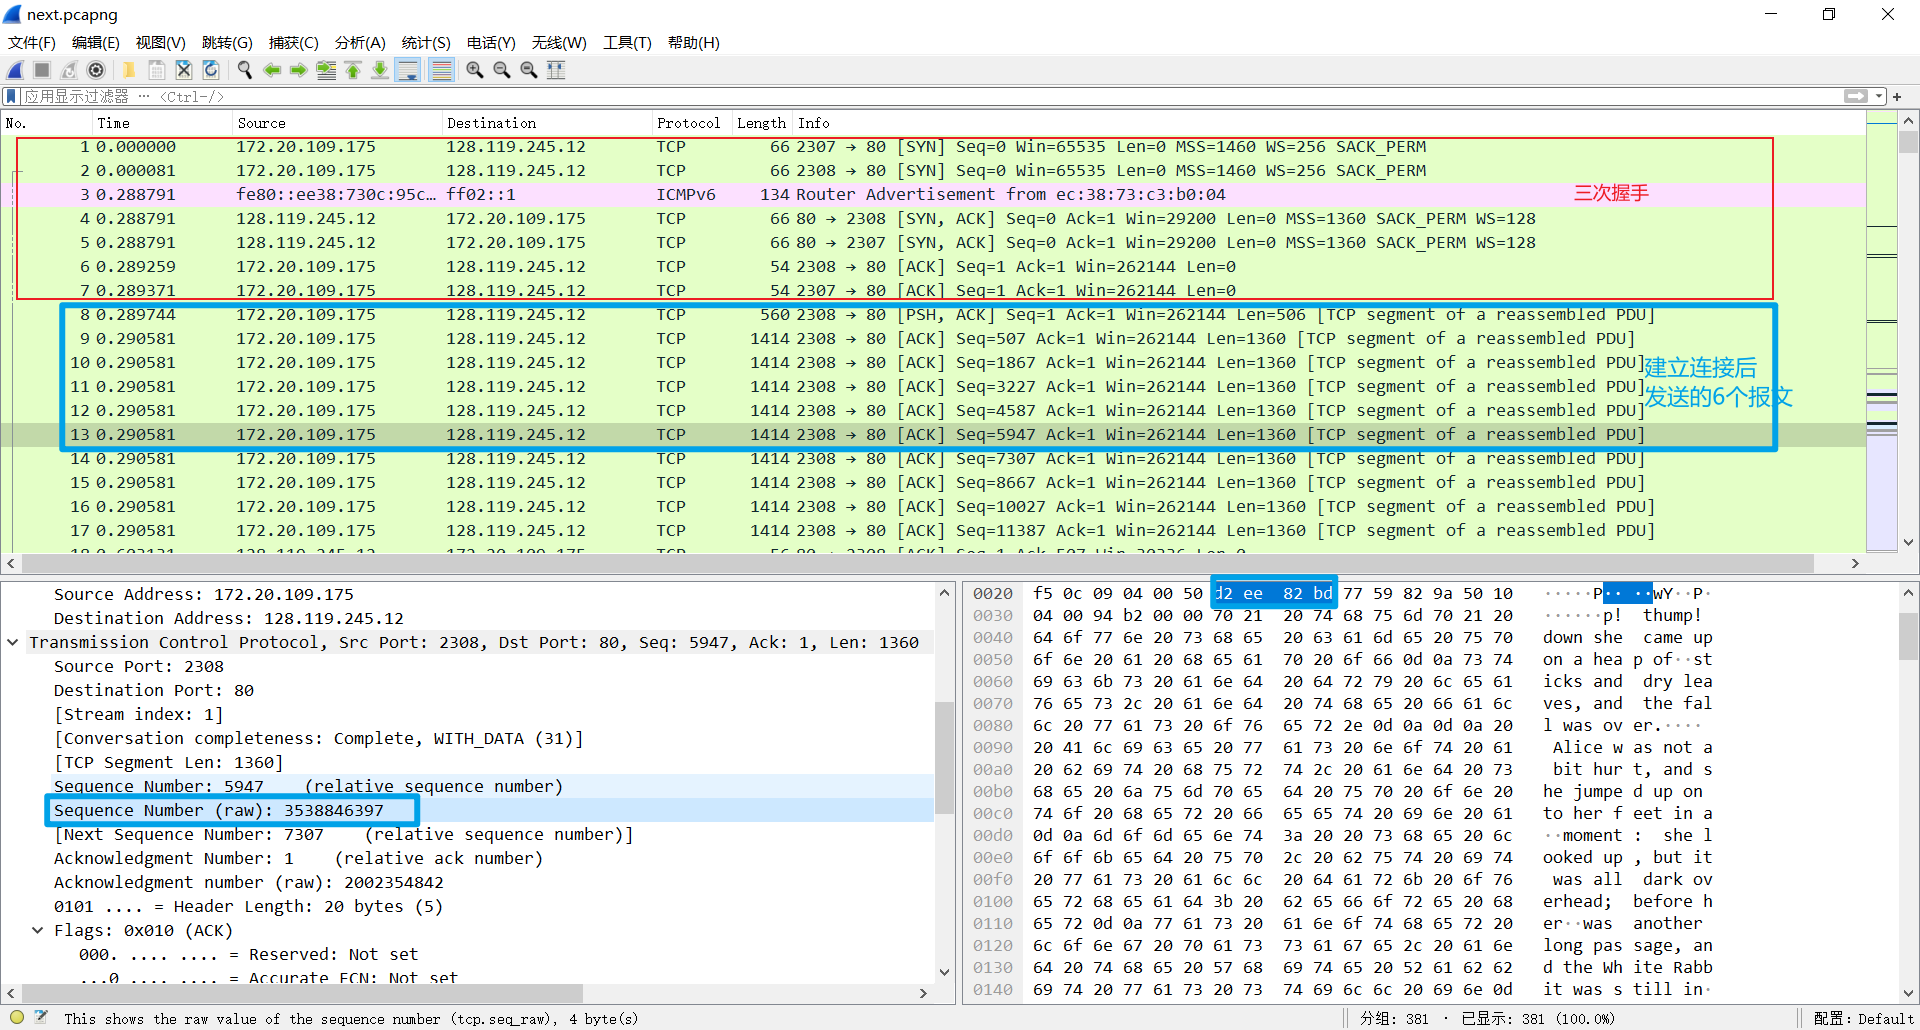 next.pcapng
文件(F) 编辑(E) 视图(V) 跳转(G) 捕获(C) 分析(A) 统计(S) 电话(Y) 无线(W) 工具(T) 帮助(H)
应用显示过滤器 … <Ctrl-/>
No. Time Source Destination Protocol Length Info
1 0.000000 172.20.109.175 128.119.245.12 TCP 66 2307 → 80 [SYN] Seq=0 Win=65535 Len=0 MSS=1460 WS=256 SACK_PERM
2 0.000081 172.20.109.175 128.119.245.12 TCP 66 2308 → 80 [SYN] Seq=0 Win=65535 Len=0 MSS=1460 WS=256 SACK_PERM
3 0.288791 fe80::ee38:730c:95c… ff02::1 ICMPv6 134 Router Advertisement from ec:38:73:c3:b0:04
三次握手
4 0.288791 128.119.245.12 172.20.109.175 TCP 66 80 → 2308 [SYN, ACK] Seq=0 Ack=1 Win=29200 Len=0 MSS=1360 SACK_PERM WS=128
5 0.288791 128.119.245.12 172.20.109.175 TCP 66 80 → 2307 [SYN, ACK] Seq=0 Ack=1 Win=29200 Len=0 MSS=1360 SACK_PERM WS=128
6 0.289259 172.20.109.175 128.119.245.12 TCP 54 2308 → 80 [ACK] Seq=1 Ack=1 Win=262144 Len=0
7 0.289371 172.20.109.175 128.119.245.12 TCP 54 2307 → 80 [ACK] Seq=1 Ack=1 Win=262144 Len=0
8 0.289744 172.20.109.175 128.119.245.12 TCP 560 2308 → 80 [PSH, ACK] Seq=1 Ack=1 Win=262144 Len=506 [TCP segment of a reassembled PDU]
9 0.290581 172.20.109.175 128.119.245.12 TCP 1414 2308 → 80 [ACK] Seq=507 Ack=1 Win=262144 Len=1360 [TCP segment of a reassembled PDU]
10 0.290581 172.20.109.175 128.119.245.12 TCP 1414 2308 → 80 [ACK] Seq=1867 Ack=1 Win=262144 Len=1360 [TCP segment of a reassembled PDU]
11 0.290581 172.20.109.175 128.119.245.12 TCP 1414 2308 → 80 [ACK] Seq=3227 Ack=1 Win=262144 Len=1360 [TCP segment of a reassembled PDU]
12 0.290581 172.20.109.175 128.119.245.12 TCP 1414 2308 → 80 [ACK] Seq=4587 Ack=1 Win=262144 Len=1360 [TCP segment of a reassembled PDU]
13 0.290581 172.20.109.175 128.119.245.12 TCP 1414 2308 → 80 [ACK] Seq=5947 Ack=1 Win=262144 Len=1360 [TCP segment of a reassembled PDU]
建立连接后
发送的6个报文
14 0.290581 172.20.109.175 128.119.245.12 TCP 1414 2308 → 80 [ACK] Seq=7307 Ack=1 Win=262144 Len=1360 [TCP segment of a reassembled PDU]
15 0.290581 172.20.109.175 128.119.245.12 TCP 1414 2308 → 80 [ACK] Seq=8667 Ack=1 Win=262144 Len=1360 [TCP segment of a reassembled PDU]
16 0.290581 172.20.109.175 128.119.245.12 TCP 1414 2308 → 80 [ACK] Seq=10027 Ack=1 Win=262144 Len=1360 [TCP segment of a reassembled PDU]
17 0.290581 172.20.109.175 128.119.245.12 TCP 1414 2308 → 80 [ACK] Seq=11387 Ack=1 Win=262144 Len=1360 [TCP segment of a reassembled PDU]
Source Address: 172.20.109.175
Destination Address: 128.119.245.12
Transmission Control Protocol, Src Port: 2308, Dst Port: 80, Seq: 5947, Ack: 1, Len: 1360
Source Port: 2308
Destination Port: 80
[Stream index: 1]
[Conversation completeness: Complete, WITH_DATA (31)]
[TCP Segment Len: 1360]
Sequence Number: 5947 (relative sequence number)
Sequence Number (raw): 3538846397
[Next Sequence Number: 7307 (relative sequence number)]
Acknowledgment Number: 1 (relative ack number)
Acknowledgment number (raw): 2002354842
0101 .... = Header Length: 20 bytes (5)
Flags: 0x010 (ACK)
000. .... .... = Reserved: Not set
...0 .... .... = Accurate ECN: Not set
0020 f5 0c 09 04 00 50 d2 ee 82 bd 77 59 82 9a 50 10 ·····P·· ··wY··P·
0030 04 00 94 b2 00 00 70 21 20 74 68 75 6d 70 21 20 ······p! thump!
0040 64 6f 77 6e 20 73 68 65 20 63 61 6d 65 20 75 70 down she came up
0050 6f 6e 20 61 20 68 65 61 70 20 6f 66 0d 0a 73 74 on a hea p of··st
0060 69 63 6b 73 20 61 6e 64 20 64 72 79 20 6c 65 61 icks and dry lea
0070 76 65 73 2c 20 61 6e 64 20 74 68 65 20 66 61 6c ves, and the fal
0080 6c 20 77 61 73 20 6f 76 65 72 2e 0d 0a 0d 0a 20 l was ov er.····
0090 20 41 6c 69 63 65 20 77 61 73 20 6e 6f 74 20 61 Alice w as not a
00a0 20 62 69 74 20 68 75 72 74 2c 20 61 6e 64 20 73 bit hur t, and s
00b0 68 65 20 6a 75 6d 70 65 64 20 75 70 20 6f 6e 20 he jumpe d up on
00c0 74 6f 20 68 65 72 20 66 65 65 74 20 69 6e 20 61 to her f eet in a
00d0 0d 0a 6d 6f 6d 65 6e 74 3a 20 20 73 68 65 20 6c ··moment : she l
00e0 6f 6f 6b 65 64 20 75 70 2c 20 62 75 74 20 69 74 ooked up , but it
00f0 20 77 61 73 20 61 6c 6c 20 64 61 72 6b 20 6f 76 was all dark ov
0100 65 72 68 65 61 64 3b 20 62 65 66 6f 72 65 20 68 erhead; before h
0110 65 72 0d 0a 77 61 73 20 61 6e 6f 74 68 65 72 20 er··was another
0120 6c 6f 6e 67 20 70 61 73 73 61 67 65 2c 20 61 6e long pas sage, an
0130 64 20 74 68 65 20 57 68 69 74 65 20 52 61 62 62 d the Wh ite Rabb
0140 69 74 20 77 61 73 20 73 74 69 6c 6c 20 69 6e 0d it was s till in·
This shows the raw value of the sequence number (tcp.seq_raw), 4 byte(s)
分组: 381 · 已显示: 381 (100.0%)
配置: Default